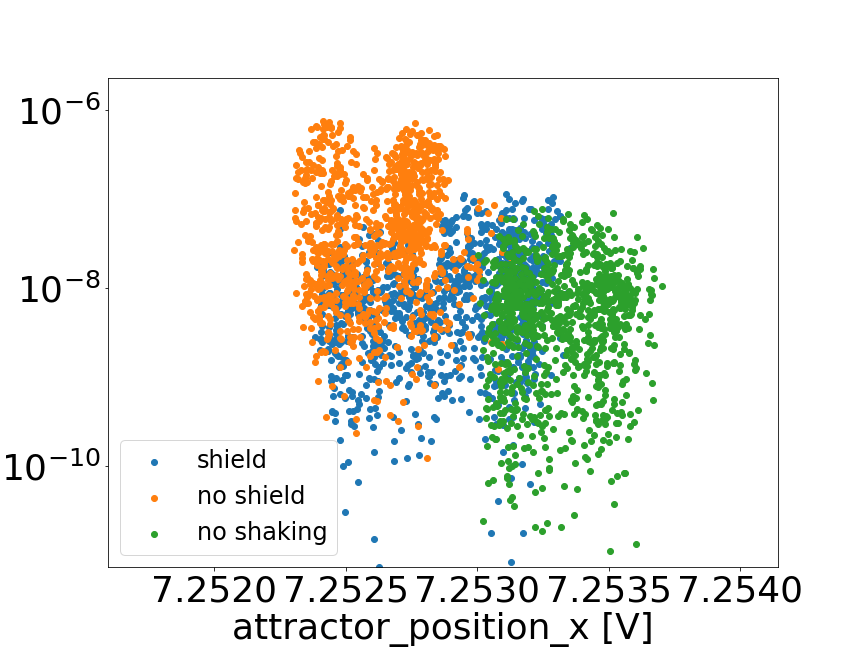 10−6
10−8
10−10
shield
no shield
no shaking
7.2520 7.2525 7.2530 7.2535 7.2540
attractor_position_x [V]